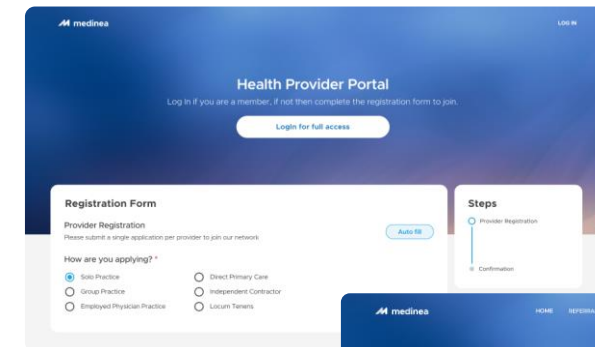 medinea
LOG IN
Health Provider Portal
Log In if you are a member, if not then complete the registration form to join.
LogIn for full access
Registration Form
Provider Registration
Please submit a single application per provider to join our network
Auto fill
How are you applying? *
Solo Practice
Direct Primary Care
Group Practice
Independent Contractor
Employed Physician Practice
Locum Tenens
Steps
Provider Registration
Confirmation
medinea
HOME